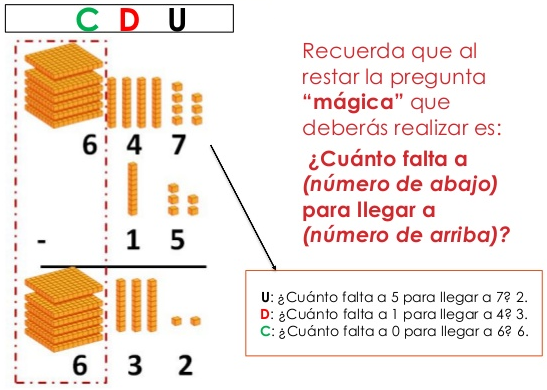 C D U
6 4 7
- 1 5
6 3 2
Recuerda que al
restar la pregunta
“mágica” que
deberás realizar es:
¿Cuánto falta a
(número de abajo)
para llegar a
(número de arriba)?
U: ¿Cuánto falta a 5 para llegar a 7? 2.
D: ¿Cuánto falta a 1 para llegar a 4? 3.
C: ¿Cuánto falta a 0 para llegar a 6? 6.